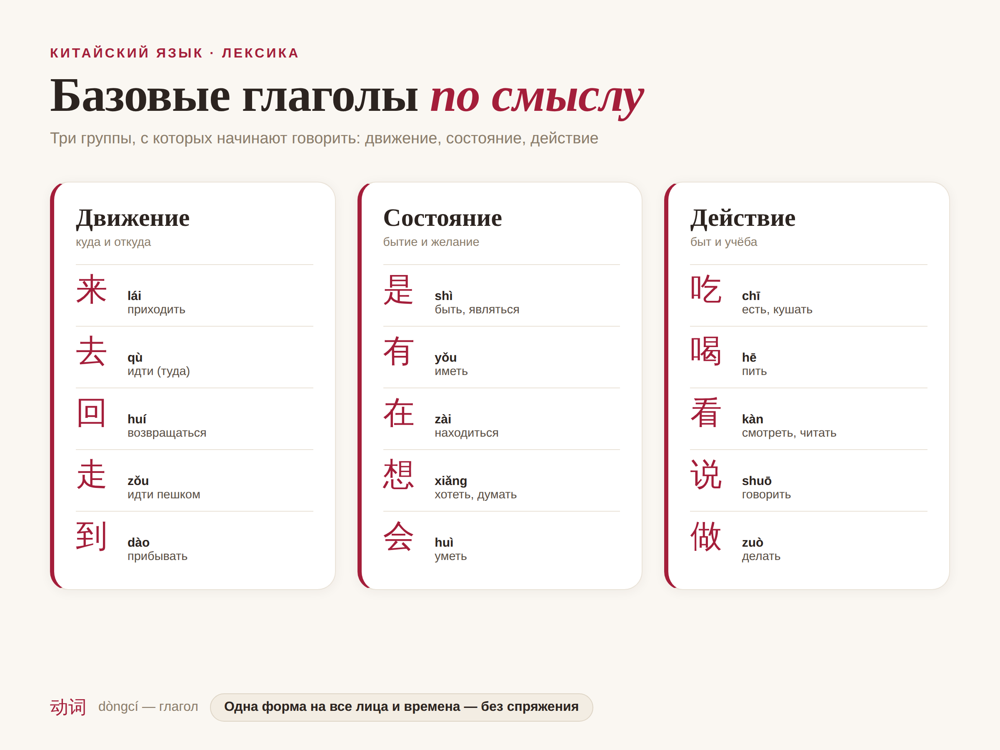 КИТАЙСКИЙ ЯЗЫК · ЛЕКСИКА
Базовые глаголы по смыслу
Три группы, с которых начинают говорить: движение, состояние, действие
Движение
куда и откуда
来
lái
приходить
去
qù
идти (туда)
回
huí
возвращаться
走
zǒu
идти пешком
到
dào
прибывать
Состояние
бытие и желание
是
shì
быть, являться
有
yǒu
иметь
在
zài
находиться
想
xiǎng
хотеть, думать
会
huì
уметь
Действие
быт и учёба
吃
chī
есть, кушать
喝
hē
пить
看
kàn
смотреть, читать
说
shuō
говорить
做
zuò
делать
动词 dòngcí — глагол Одна форма на все лица и времена — без спряжения